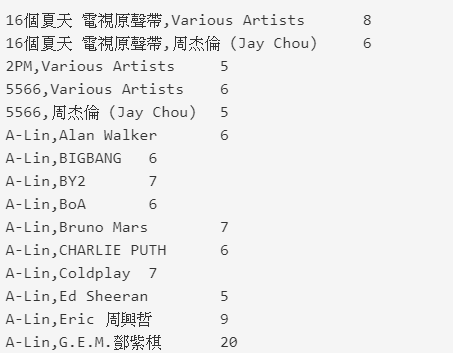 16個夏天 電視原聲帶,Various Artists 8
16個夏天 電視原聲帶,周杰倫 (Jay Chou) 6
2PM,Various Artists 5
5566,Various Artists 6
5566,周杰倫 (Jay Chou) 5
A-Lin,Alan Walker 6
A-Lin,BIGBANG 6
A-Lin,BY2 7
A-Lin,BoA 6
A-Lin,Bruno Mars 7
A-Lin,CHARLIE PUTH 6
A-Lin,Coldplay 7
A-Lin,Ed Sheeran 5
A-Lin,Eric 周興哲 9
A-Lin,G.E.M.鄧紫棋 20